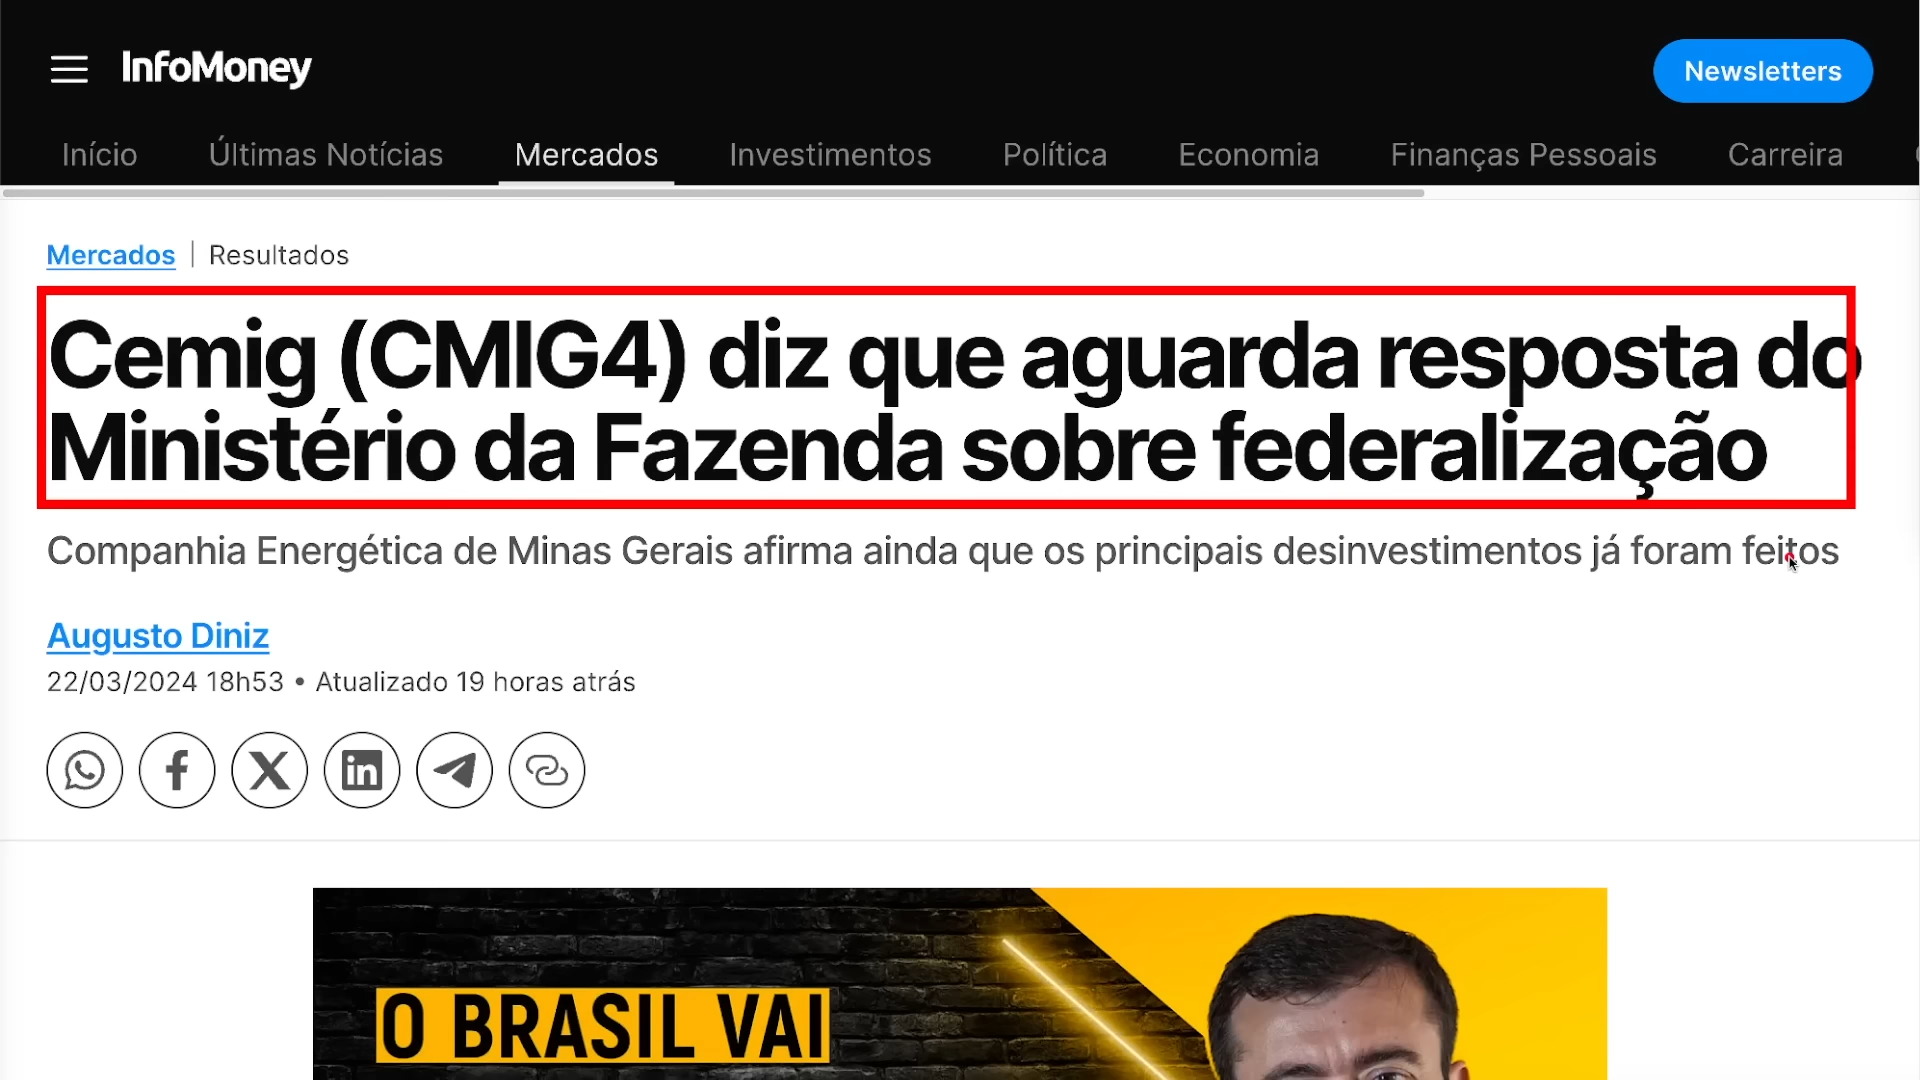 InfoMoney
Newsletters
Início Últimas Notícias Mercados Investimentos Política Economia Finanças Pessoais Carreira
Mercados | Resultados
Cemig (CMIG4) diz que aguarda resposta do
Ministério da Fazenda sobre federalização
Companhia Energética de Minas Gerais afirma ainda que os principais desinvestimentos já foram feitos
Augusto Diniz
22/03/2024 18h53 • Atualizado 19 horas atrás
O BRASIL VAI